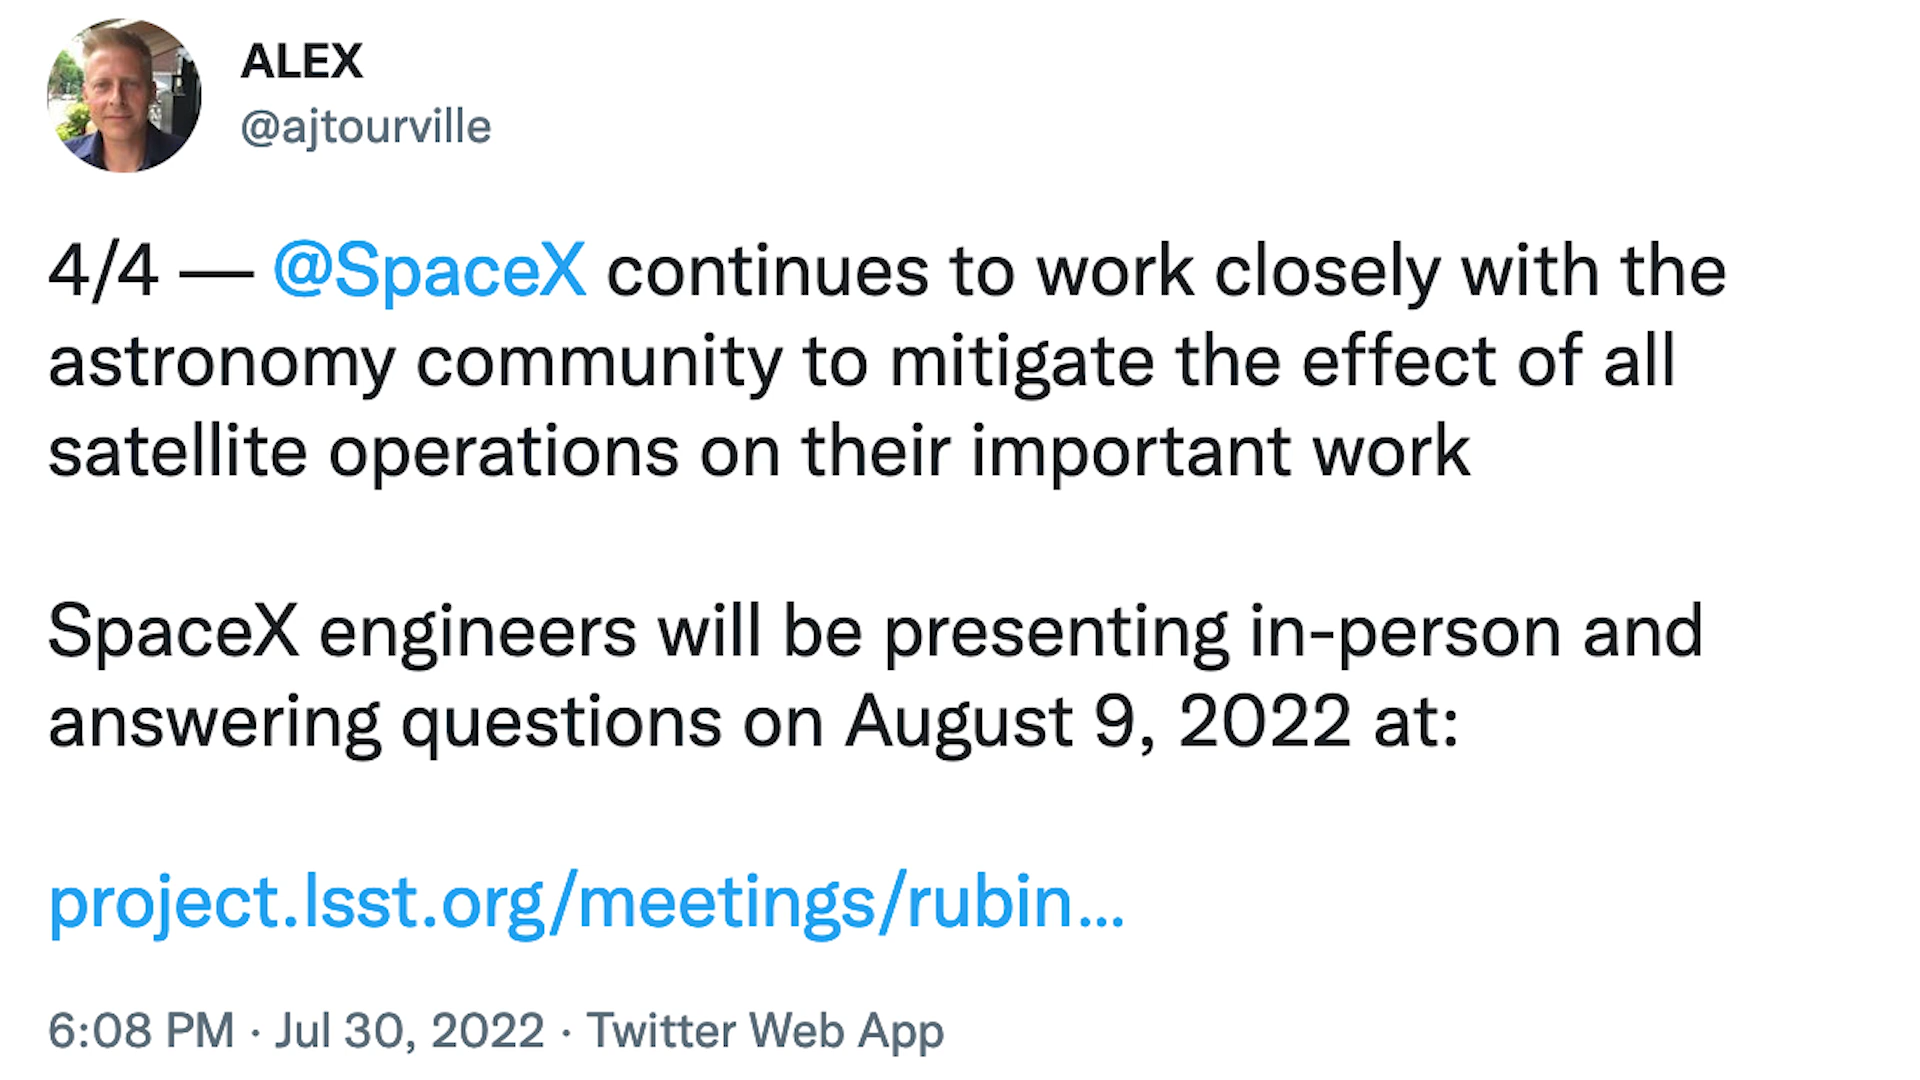 ALEX
@ajtourville
4/4 — @SpaceX continues to work closely with the
astronomy community to mitigate the effect of all
satellite operations on their important work
SpaceX engineers will be presenting in-person and
answering questions on August 9, 2022 at:
project.lsst.org/meetings/rubin...
6:08 PM · Jul 30, 2022 · Twitter Web App